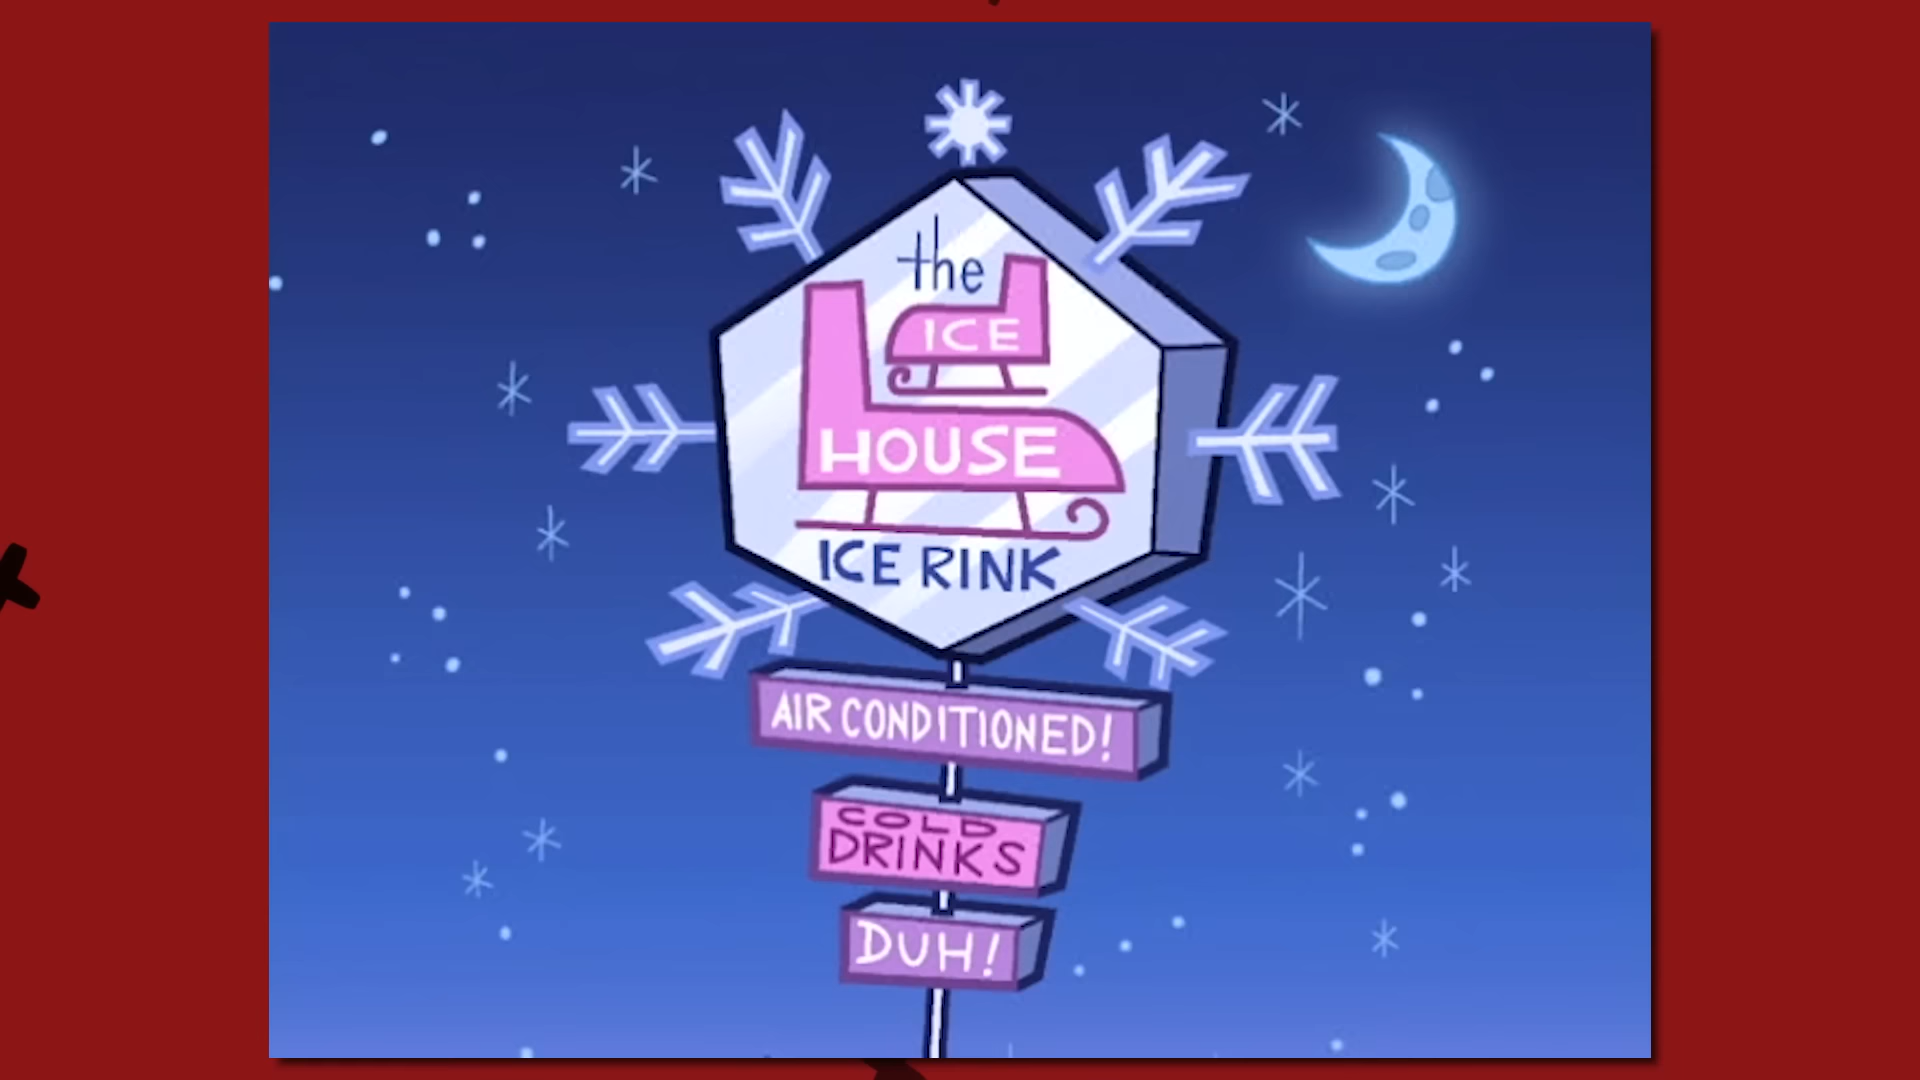 the
ICE
HOUSE
ICE RINK
AIR CONDITIONED!
COLD
DRINKS
DUH!